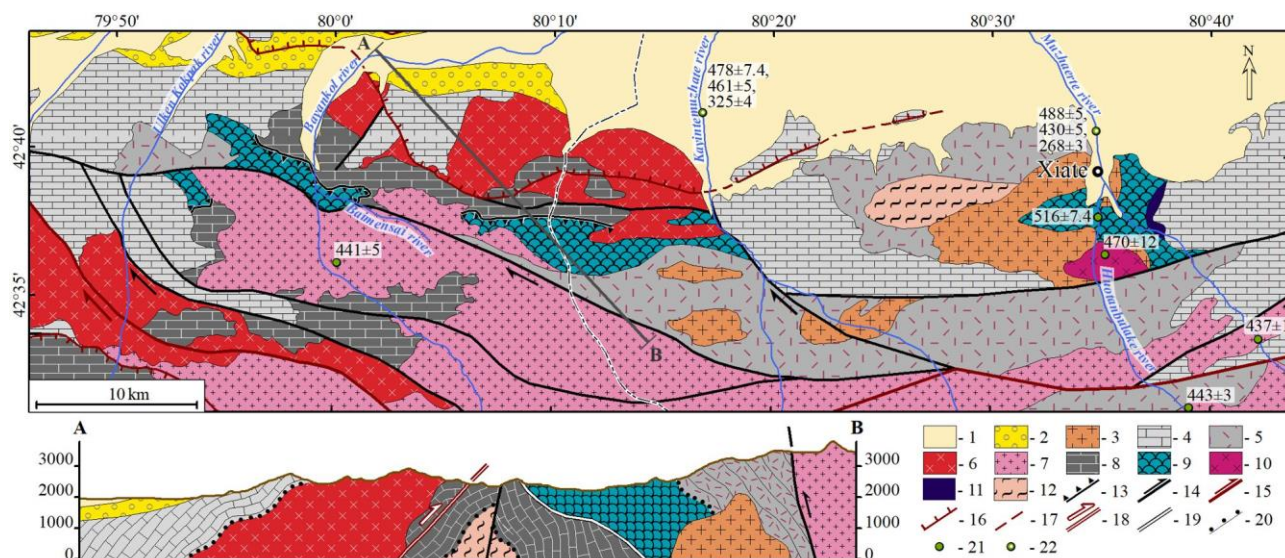 79°50' 80°0' 80°10' 80°20' 80°30' 80°40'
42°40'
42°35'
Ulken Kokpak river
Bayankol river
A
Kavintemuzhate river
478±7.4,
461±5,
325±4
Muzhaerte river
N
488±5,
430±5,
268±3
Xiate
516±7.4
Baimensai river
441±5
470±12
Huotanbulake river
B
437±
443±3
10 km
A B
3000 3000
2000 2000
1000 1000
0 0
- 1 - 2 - 3 - 4 - 5
- 6 - 7 - 8 - 9 - 10
- 11 - 12 - 13 - 14 - 15
- 16 - 17 - 18 - 19 - 20
- 21 - 22